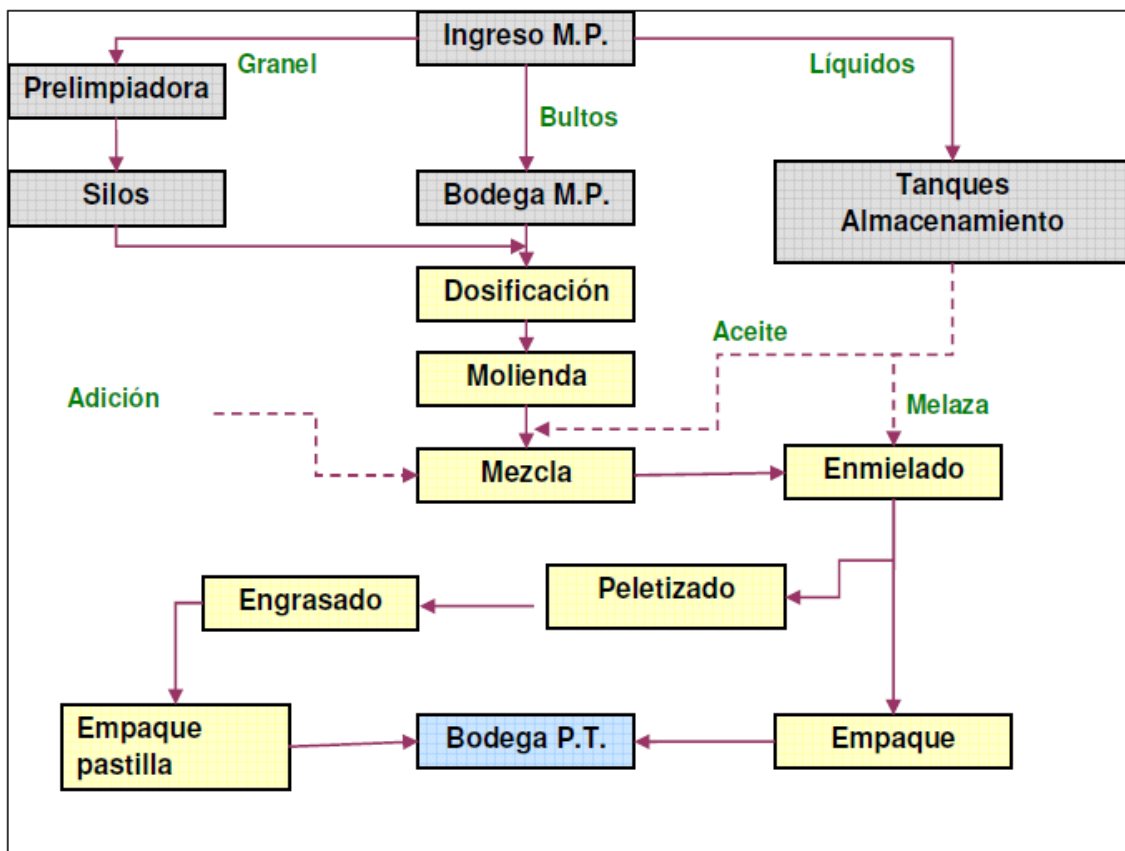 Ingreso M.P.
Granel
Líquidos
Prelimpiadora
Bultos
Silos
Bodega M.P.
Tanques
Almacenamiento
Dosificación
Aceite
Molienda
Adición
Melaza
Mezcla
Enmielado
Engrasado
Peletizado
Empaque
pastilla
Bodega P.T.
Empaque